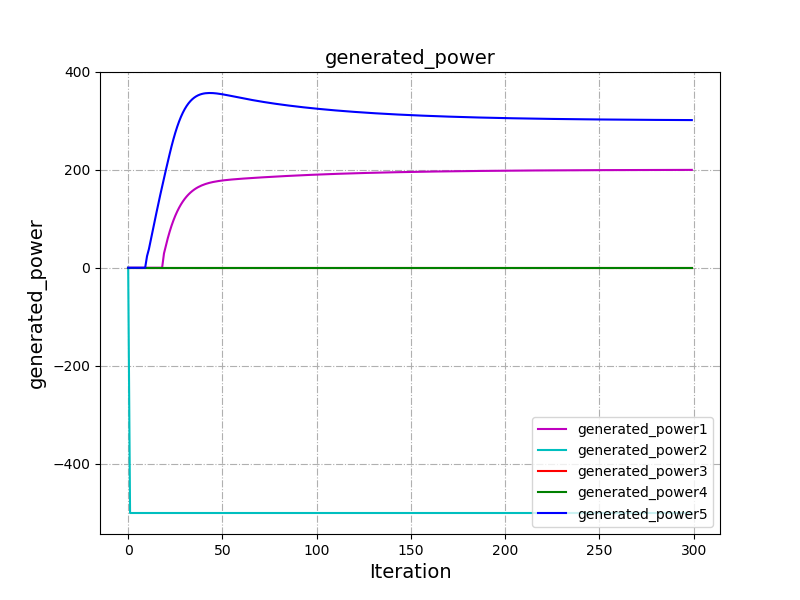 generated_power
400
200
0
−200
−400
generated_power
0
50
100
150
200
250
300
Iteration
generated_power1
generated_power2
generated_power3
generated_power4
generated_power5